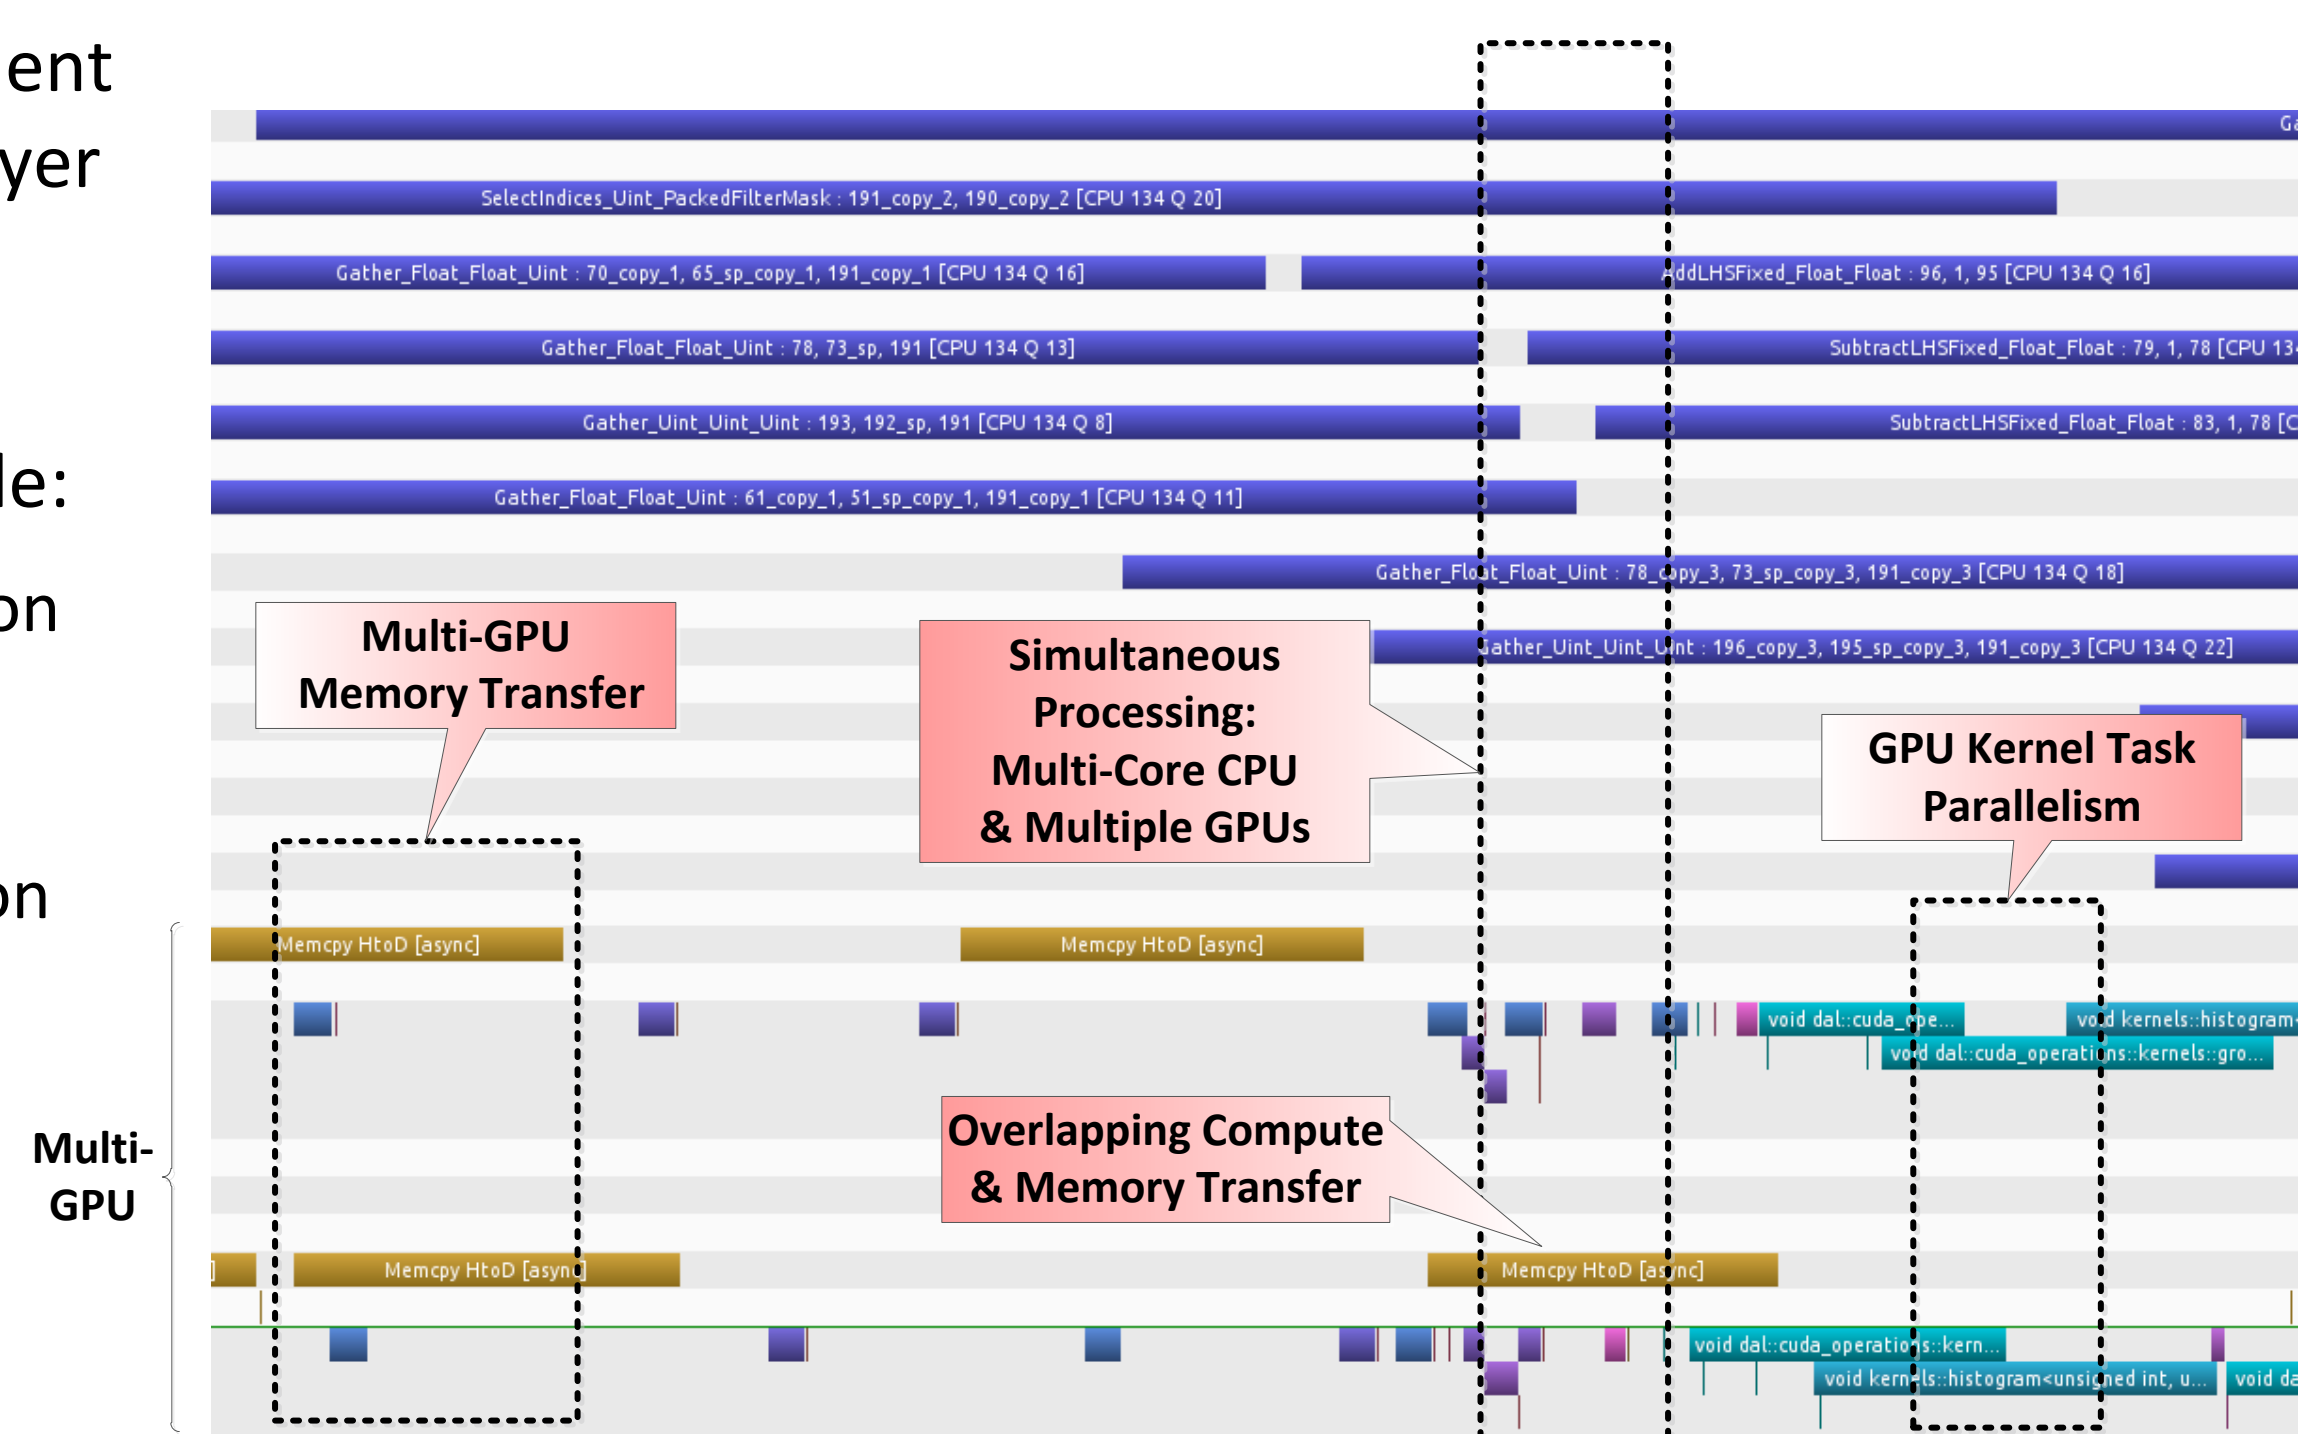 ent
yer
le:
on
on
Ga
SelectIndices_Uint_PackedFilterMask : 191_copy_2, 190_copy_2 [CPU 134 Q 20]
Gather_Float_Float_Uint : 70_copy_1, 65_sp_copy_1, 191_copy_1 [CPU 134 Q 16]
AddLHSFixed_Float_Float : 96, 1, 95 [CPU 134 Q 16]
Gather_Float_Float_Uint : 78, 73_sp, 191 [CPU 134 Q 13]
SubtractLHSFixed_Float_Float : 79, 1, 78 [CPU 134
Gather_Uint_Uint_Uint : 193, 192_sp, 191 [CPU 134 Q 8]
SubtractLHSFixed_Float_Float : 83, 1, 78 [C
Gather_Float_Float_Uint : 61_copy_1, 51_sp_copy_1, 191_copy_1 [CPU 134 Q 11]
Gather_Float_Float_Uint : 78_copy_3, 73_sp_copy_3, 191_copy_3 [CPU 134 Q 18]
Gather_Uint_Uint_Uint : 196_copy_3, 195_sp_copy_3, 191_copy_3 [CPU 134 Q 22]
Multi-GPU
Memory Transfer
Simultaneous
Processing:
Multi-Core CPU
& Multiple GPUs
GPU Kernel Task
Parallelism
Memcpy HtoD [async]
Memcpy HtoD [async]
void dal::cuda_ope...
void kernels::histogram<
void dal::cuda_operations::kernels::gro...
Overlapping Compute
& Memory Transfer
Multi-
GPU
]
Memcpy HtoD [async]
Memcpy HtoD [async]
void dal::cuda_operations::kern...
void kernels::histogram<unsigned int, u...
void da